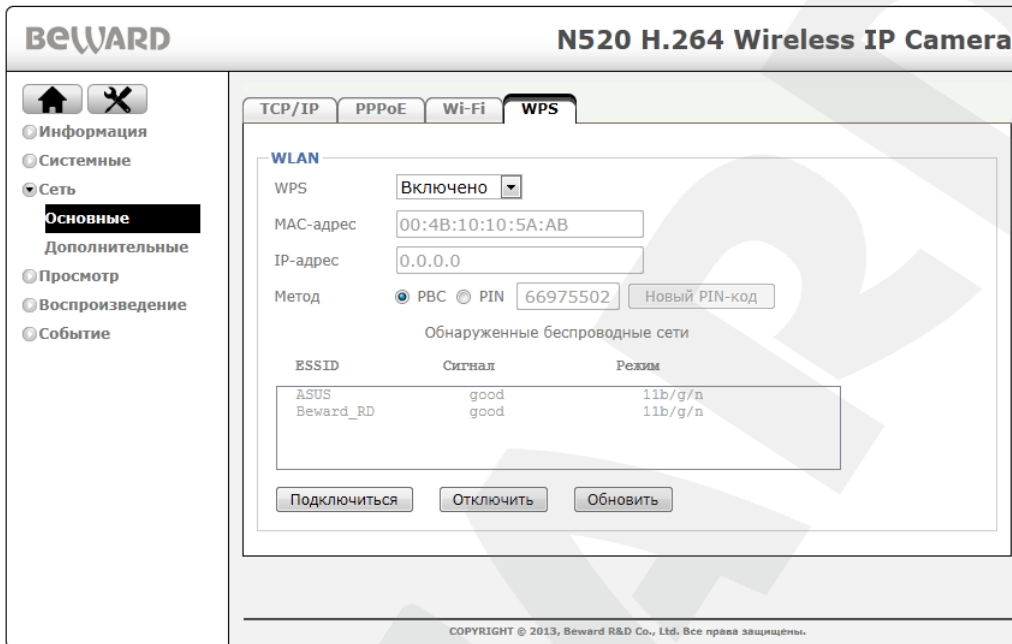 BEWARD
N520 H.264 Wireless IP Camera
Информация
Системные
Сеть
Основные
Дополнительные
Просмотр
Воспроизведение
Событие
TCP/IP PPPoE Wi-Fi WPS
WLAN
WPS Включено
MAC-адрес 00:4B:10:10:5A:AB
IP-адрес 0.0.0.0
Метод PBC PIN 66975502 Новый PIN-код
Обнаруженные беспроводные сети
ESSID Сигнал Режим
ASUS good 11b/g/n
Beward_RD good 11b/g/n
Подключиться Отключить Обновить
COPYRIGHT © 2013, Beward R&D Co., Ltd. Все права защищены.